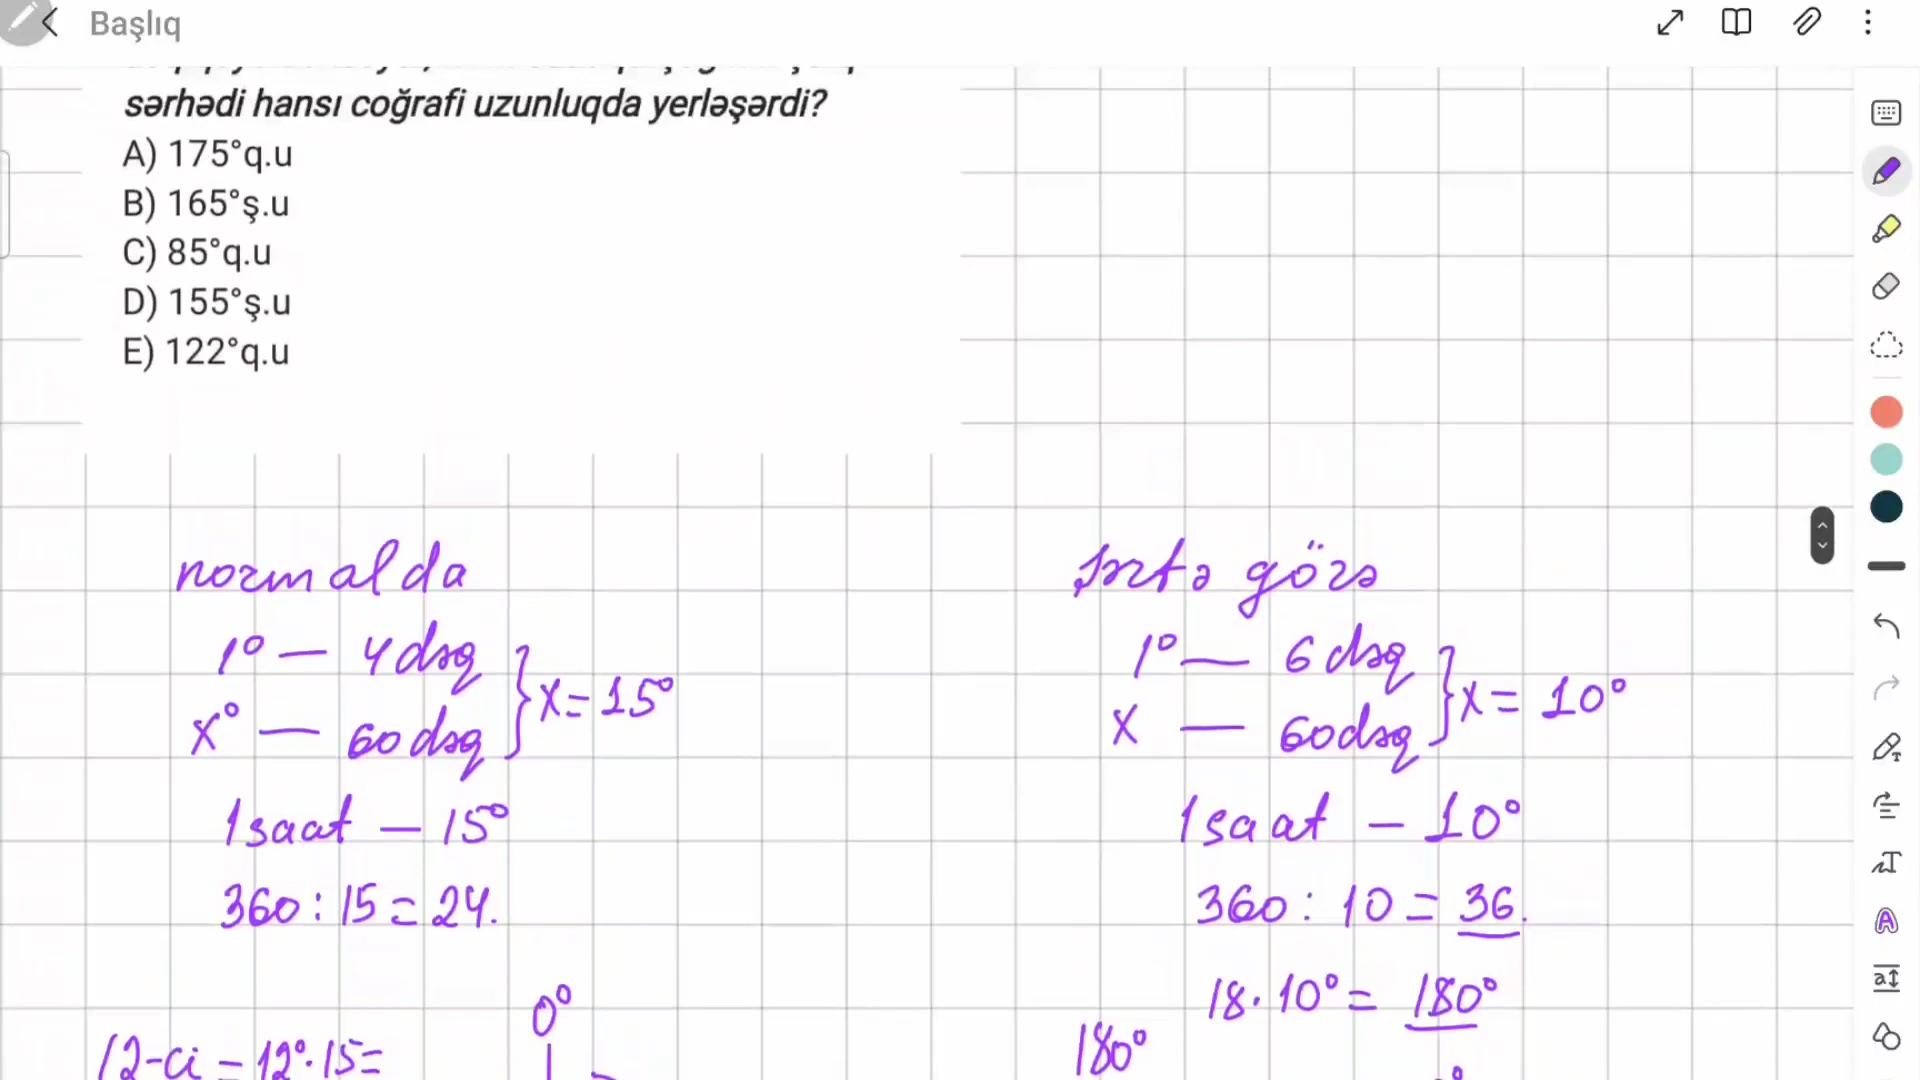 Başlıq
sərhədi hansı coğrafi uzunluqda yerləşərdi?
A) 175°q.u
B) 165°ş.u
C) 85°q.u
D) 155°ş.u
E) 122°q.u
normalda
1° — 4 dəq
x° — 60 dəq
} x = 15°
1 saat — 15°
360 : 15 = 24.
12-ci = 12°·15=
0°
şərtə görə
1° — 6 dəq
x — 60 dəq
} x = 10°
1 saat — 10°
360 : 10 = 36.
18·10° = 180°
180°